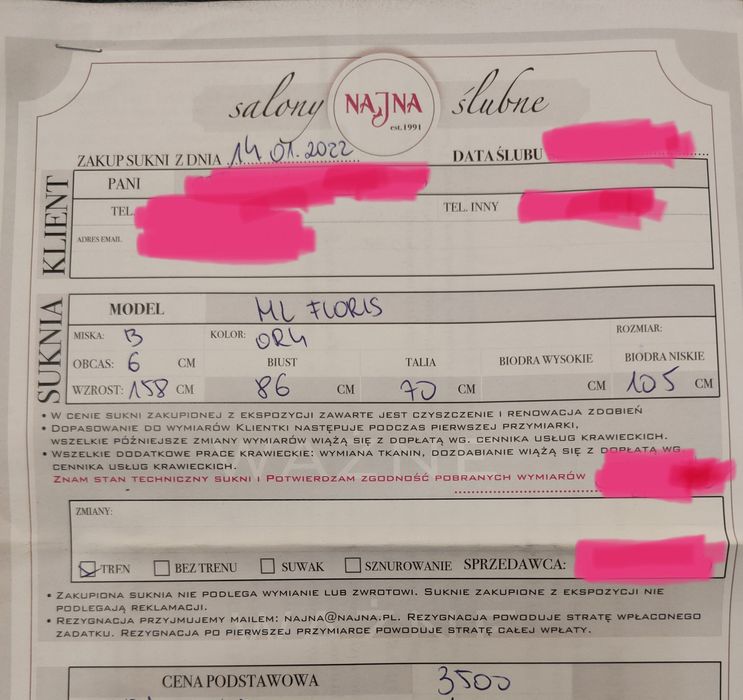 salony NAJNA ślubne
est.1991
ZAKUP SUKNI Z DNIA 14 01.2022 DATA ŚLUBU
KLIENT
PANI
TEL. TEL. INNY
ADRES EMAIL
SUKNIA
MODEL ML FLORIS
MISKA: B KOLOR: ROZMIAR:
OBCAS: 6 CM BIUST TALIA BIODRA WYSOKIE BIODRA NISKIE
WZROST: 158 CM 86 CM 70 CM CM 105 CM
• W CENIE SUKNI ZAKUPIONEJ Z EKSPOZYCJI ZAWARTE JEST CZYSZCZENIE I RENOWACJA ZDOBIEŃ
• DOPASOWANIE DO WYMIARÓW KLIENTKI NASTĘPUJE PODCZAS PIERWSZEJ PRZYMIARKI,
WSZELKIE PÓŹNIEJSZE ZMIANY WYMIARÓW WIĄŻĄ SIĘ Z DOPŁATĄ WG. CENNIKA USŁUG KRAWIECKICH.
• WSZELKIE DODATKOWE PRACE KRAWIECKIE: WYMIANA TKANIN, DOZDABIANIE WIĄŻĄ SIĘ Z DOPŁATĄ WG.
CENNIKA USŁUG KRAWIECKICH.
WAŻNE
ZNAM STAN TECHNICZNY SUKNI I POTWIERDZAM ZGODNOŚĆ POBRANYCH WYMIARÓW
ZMIANY:
TREN BEZ TRENU SUWAK SZNUROWANIE SPRZEDAWCA:
• ZAKUPIONA SUKNIA NIE PODLEGA WYMIANIE LUB ZWROTOWI. SUKNIE ZAKUPIONE Z EKSPOZYCJI NIE
PODLEGAJĄ REKLAMACJI.
• REZYGNACJA PRZYJMUJEMY MAILEM: NAJNA@NAJNA.PL. REZYGNACJA POWODUJE STRATĘ WPŁACONEGO
ZADATKU. REZYGNACJA PO PIERWSZEJ PRZYMIARCE POWODUJE STRATĘ CAŁEJ WPŁATY.
CENA PODSTAWOWA 3500